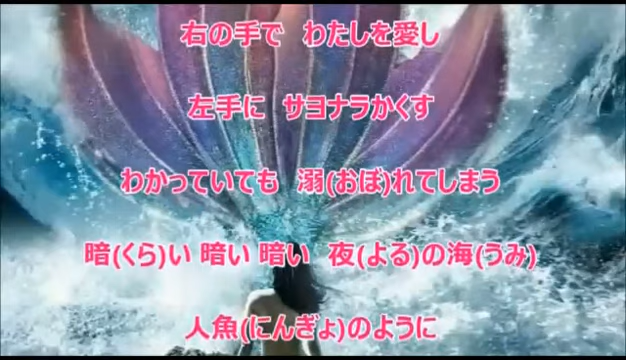 右の手で　わたしを愛し
左手に　サヨナラかくす
わかっていても　溺(おぼ)れてしまう
暗(くら)い 暗い 暗い　夜(よる)の海(うみ)
人魚(にんぎょ)のように